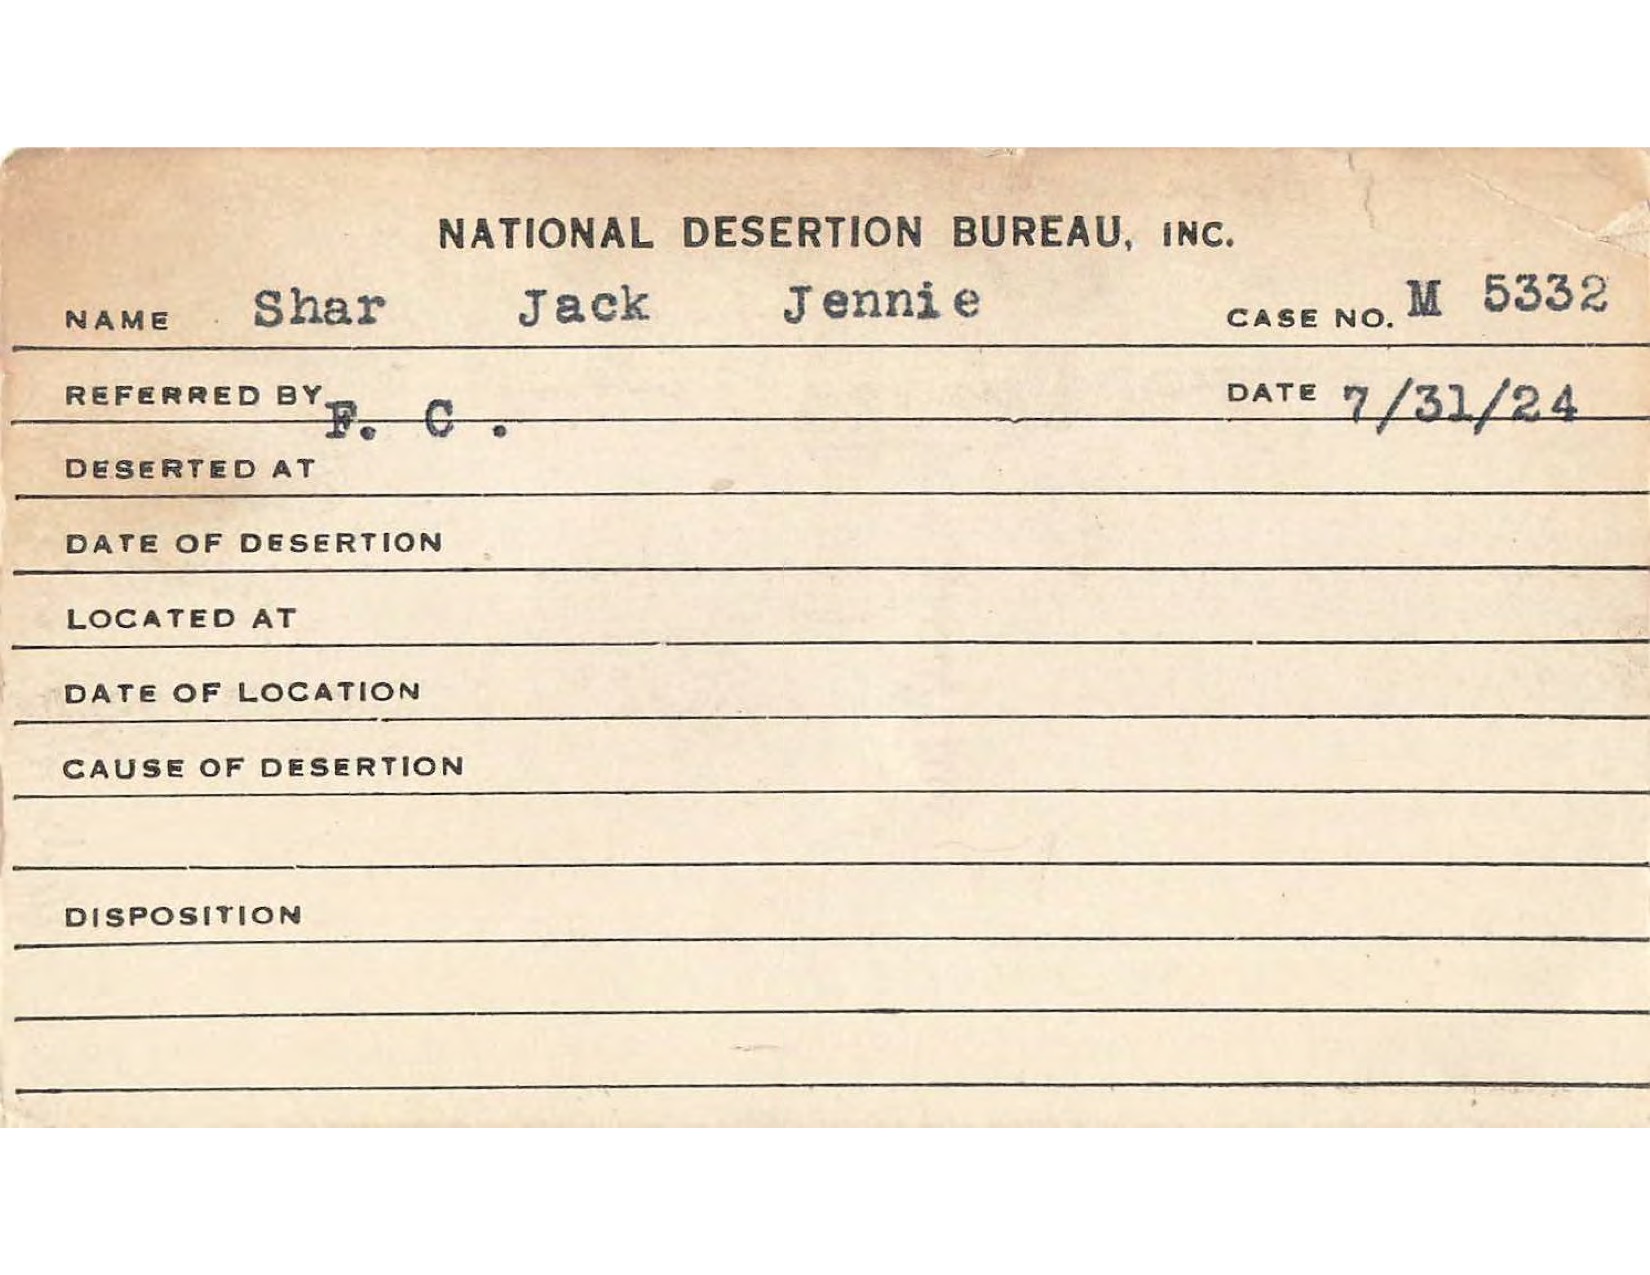 NATIONAL DESERTION BUREAU, INC.
NAME Shar Jack Jennie CASE NO. M 5332
REFERRED BY F. C. DATE 7/31/24
DESERTED AT
DATE OF DESERTION
LOCATED AT
DATE OF LOCATION
CAUSE OF DESERTION
DISPOSITION